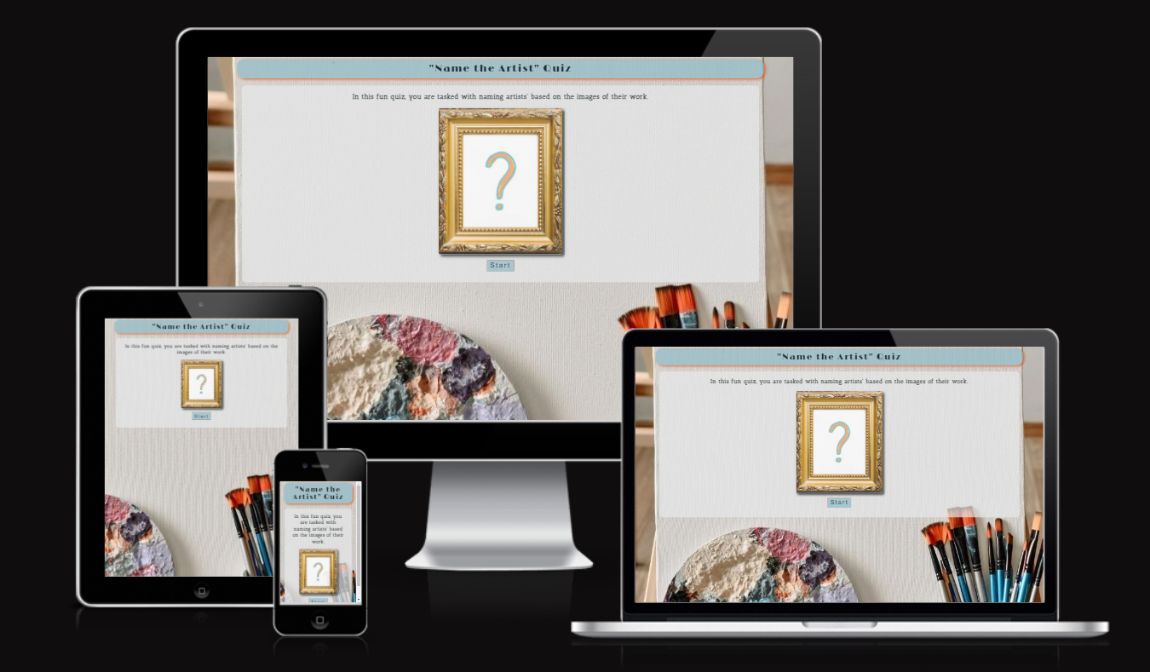 "Name the Artist" Quiz
In this fun quiz, you are tasked with naming artists' based on the images of their work.
?
Start
"Name the Artist" Quiz
In this fun quiz, you are tasked with naming artists' based on the
images of their work.
?
Start
"Name the
Artist" Quiz
In this fun quiz, you
are tasked with
naming artists' based
on the images of their
work.
?
"Name the Artist" Quiz
In this fun quiz, you are tasked with naming artists' based on the images of their work.
?
Start